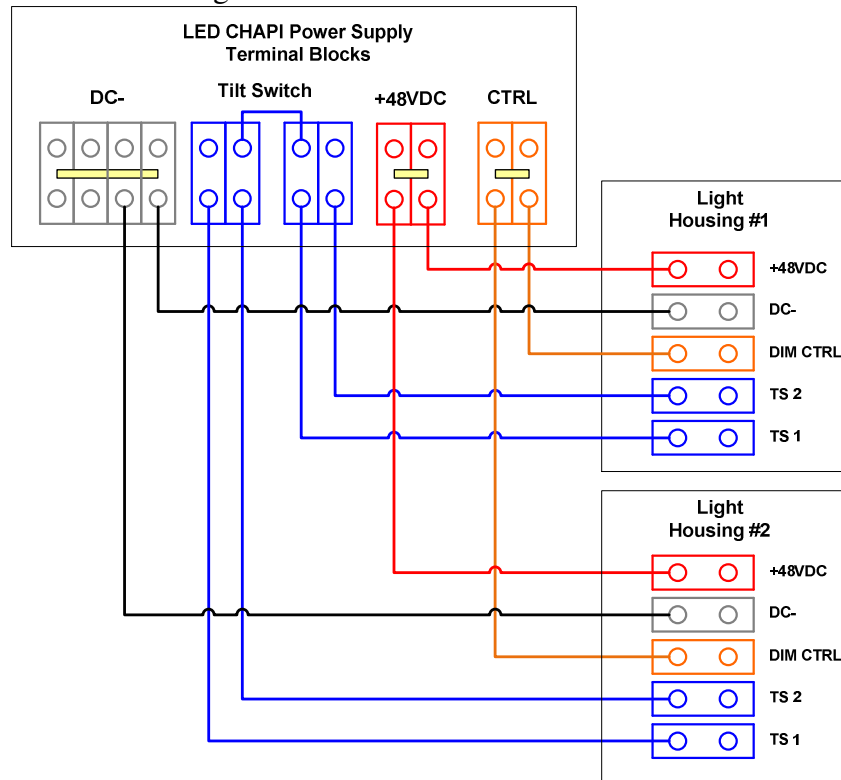 LED CHAPI Power Supply
Terminal Blocks
DC-
Tilt Switch
+48VDC
CTRL
Light
Housing #1
+48VDC
DC-
DIM CTRL
TS 2
TS 1
Light
Housing #2
+48VDC
DC-
DIM CTRL
TS 2
TS 1